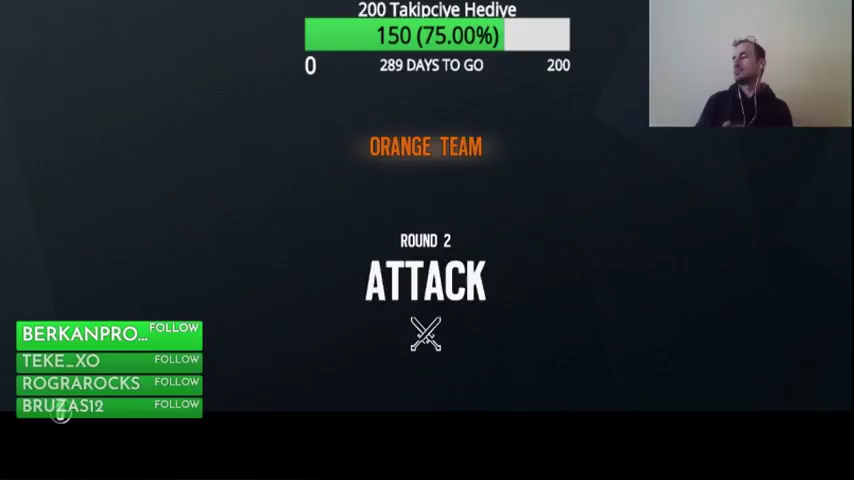 200 Takipciye Hediye
150 (75.00%)
0 289 DAYS TO GO 200
ORANGE TEAM
ROUND 2
ATTACK
BERKANPRO... FOLLOW
TEKE_XO FOLLOW
ROGRAROCKS FOLLOW
BRUZAS12 FOLLOW